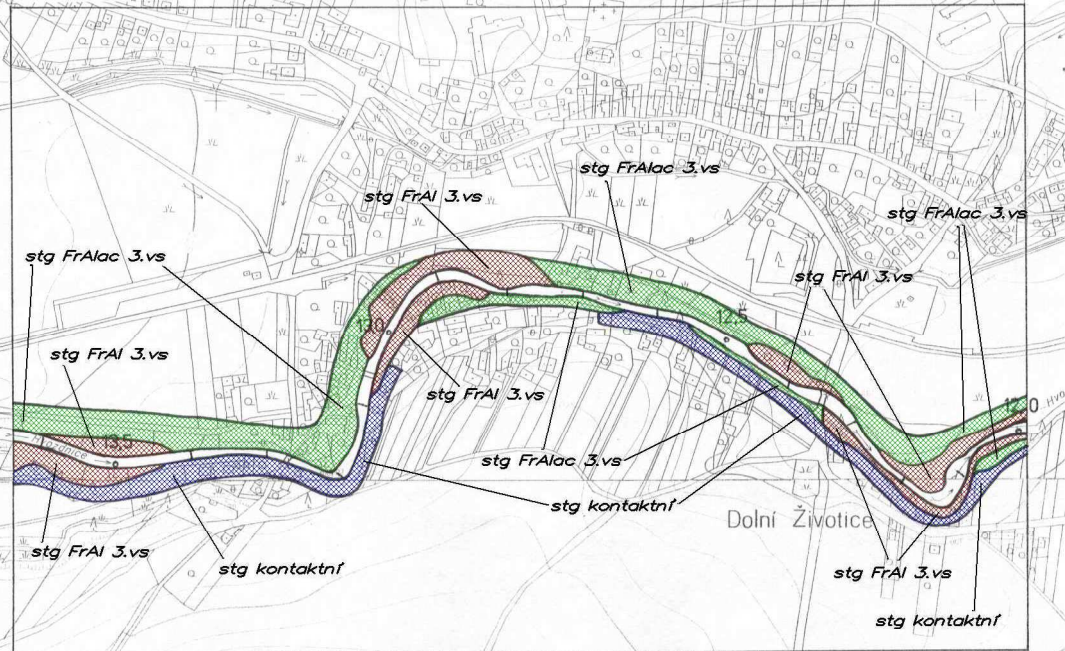 stg FrAlac 3.vs
stg FrAl 3.vs
stg FrAlac 3.vs
stg FrAlac 3.vs
stg FrAl 3.vs
12,5
13,0
stg FrAl 3.vs
stg FrAl 3.vs
12,0
13,5
stg FrAlac 3.vs
stg kontaktní
Dolní Životice
stg FrAl 3.vs
stg kontaktní
stg FrAl 3.vs
stg kontaktní